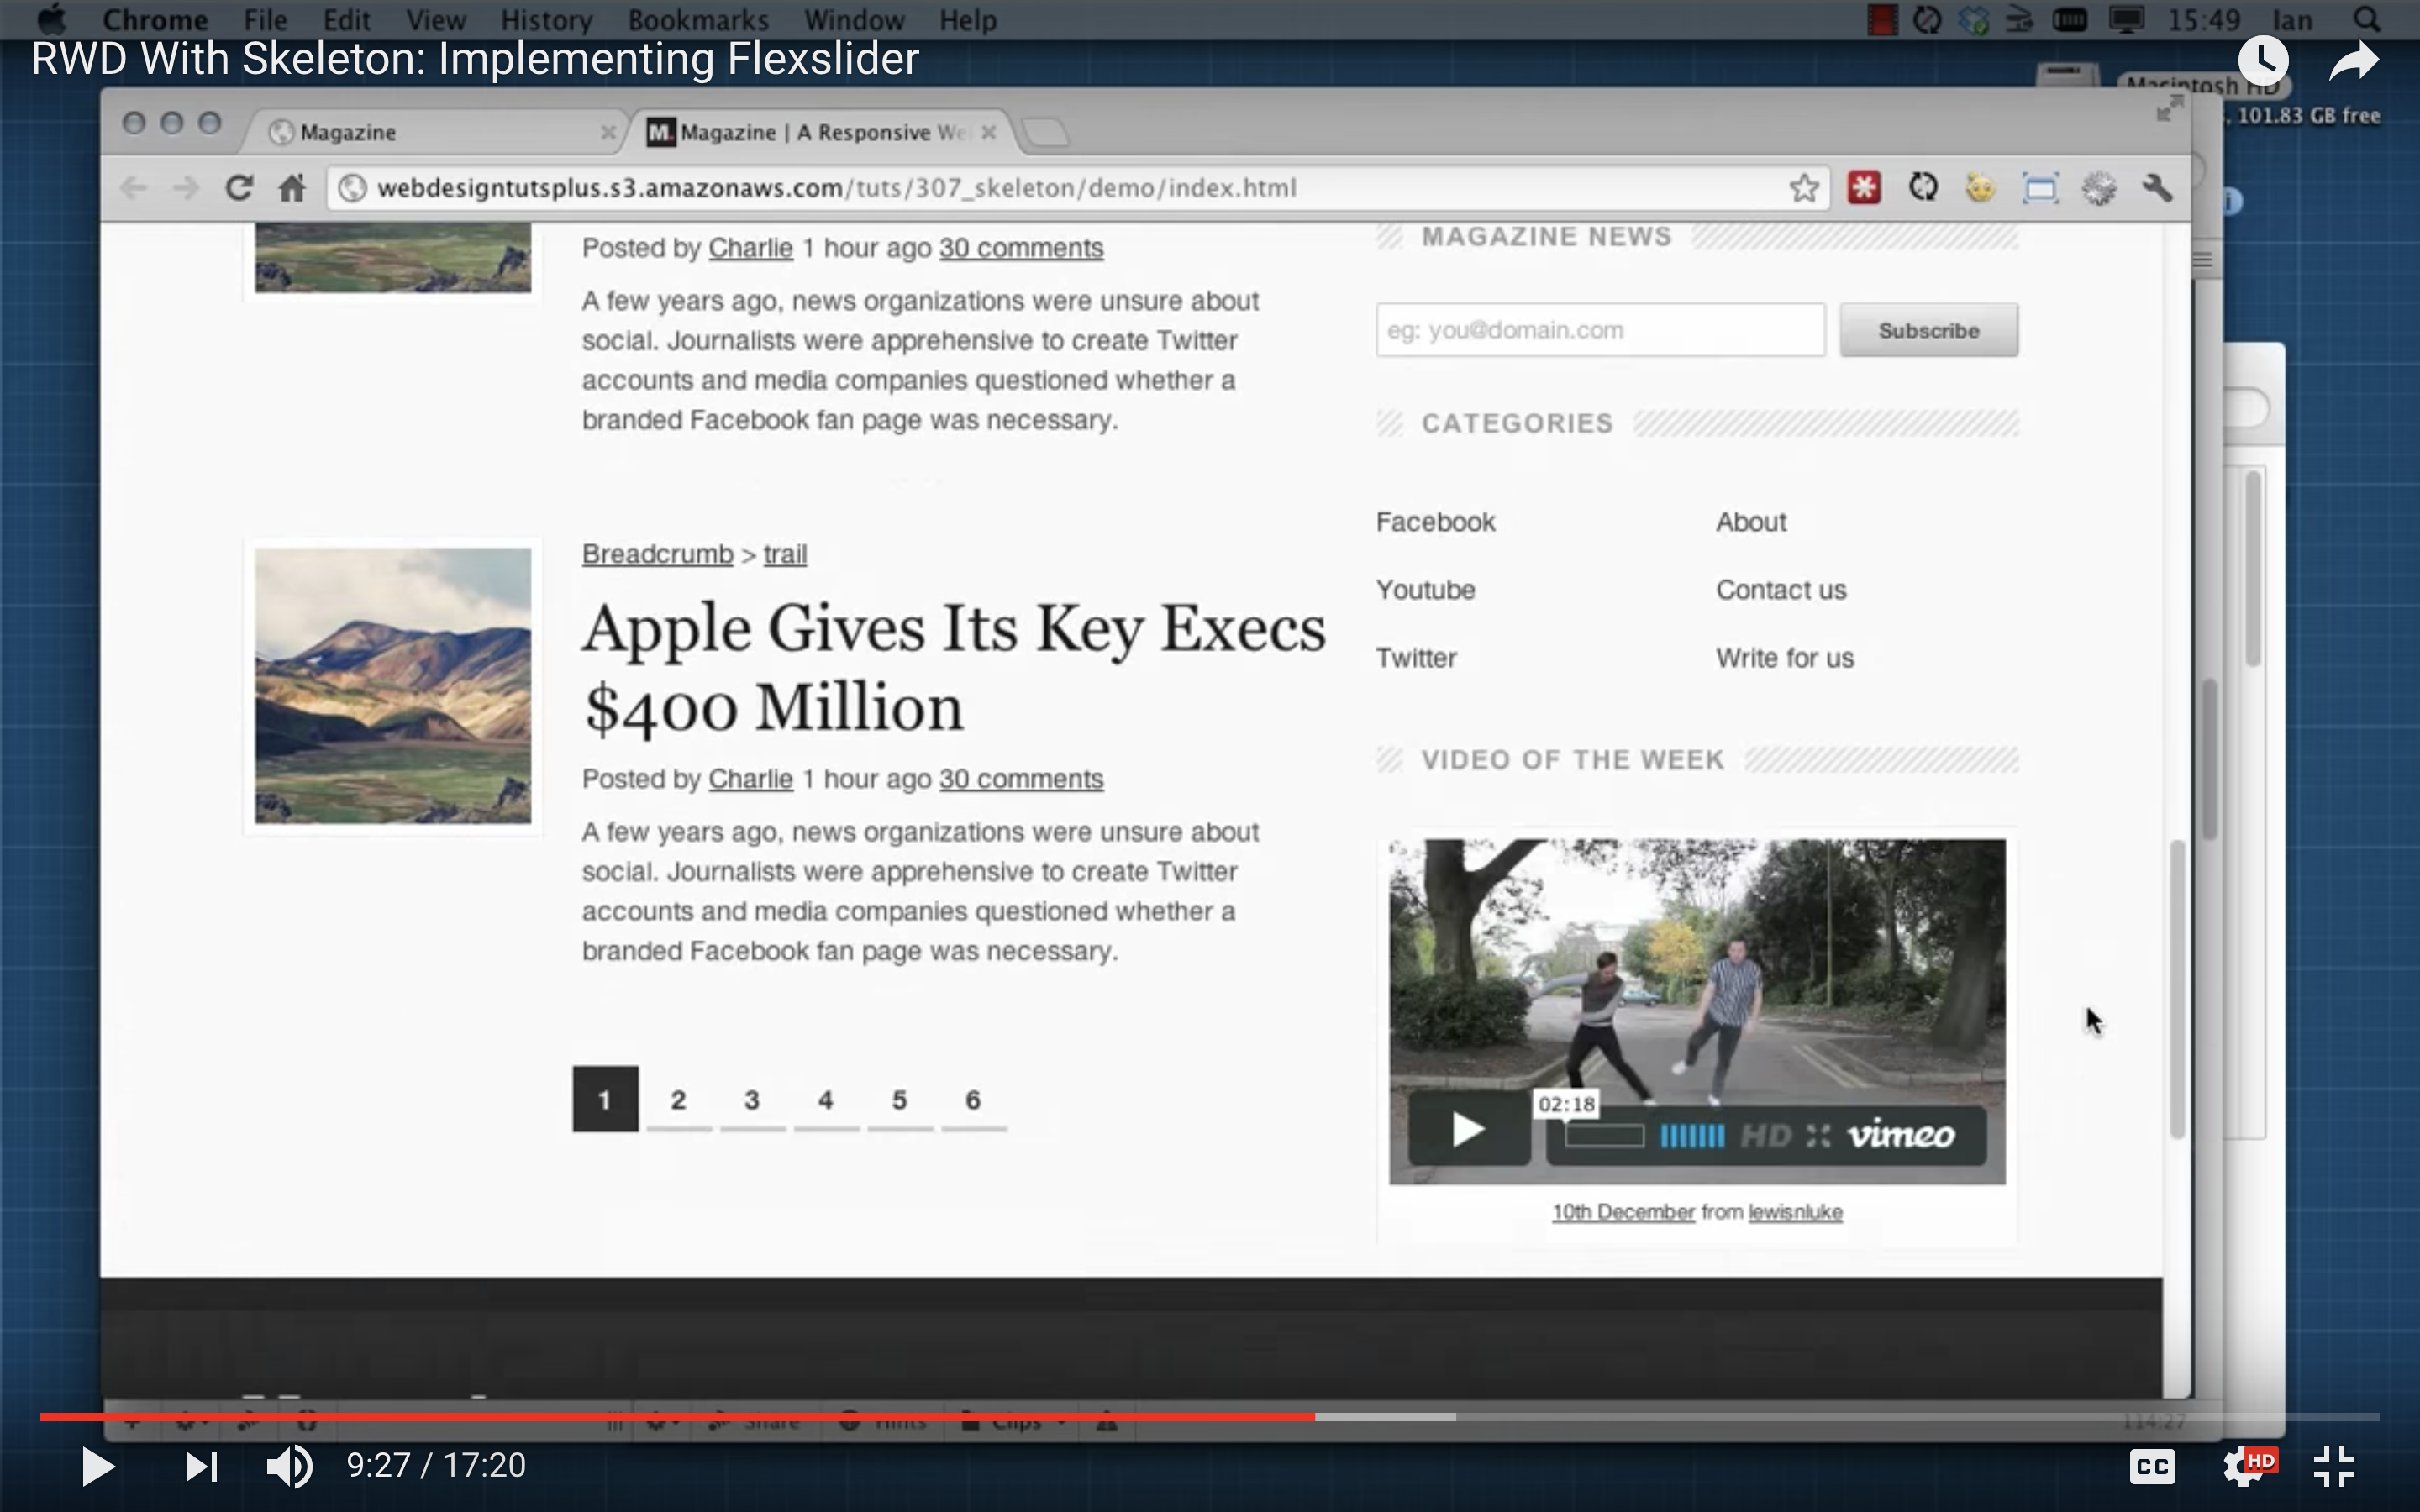 Chrome File Edit View History Bookmarks Window Help 15:49 Ian
RWD With Skeleton: Implementing Flexslider
Macintosh HD
, 101.83 GB free
Magazine
M. Magazine | A Responsive We
webdesigntutsplus.s3.amazonaws.com/tuts/307_skeleton/demo/index.html
Posted by Charlie 1 hour ago 30 comments
A few years ago, news organizations were unsure about
social. Journalists were apprehensive to create Twitter
accounts and media companies questioned whether a
branded Facebook fan page was necessary.
Breadcrumb > trail
Apple Gives Its Key Execs
$400 Million
Posted by Charlie 1 hour ago 30 comments
A few years ago, news organizations were unsure about
social. Journalists were apprehensive to create Twitter
accounts and media companies questioned whether a
branded Facebook fan page was necessary.
1 2 3 4 5 6
MAGAZINE NEWS
eg: you@domain.com
Subscribe
CATEGORIES
Facebook About
Youtube Contact us
Twitter Write for us
VIDEO OF THE WEEK
02:18
HD vimeo
10th December from lewisnluke
Share Hints Clips 114:27
9:27 / 17:20
CC HD